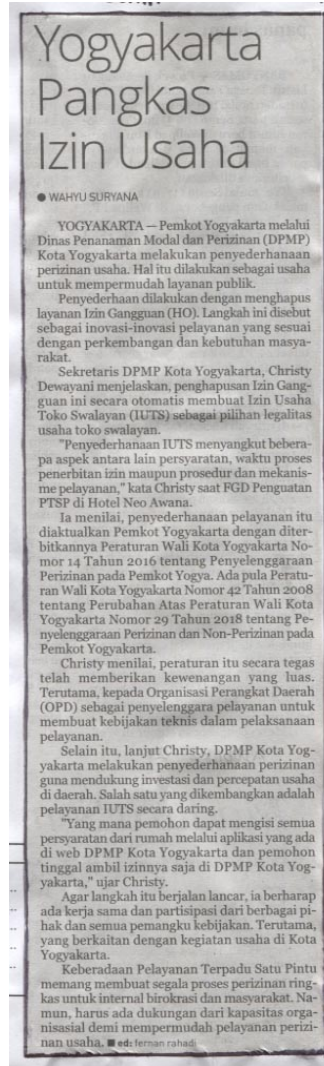 Yogyakarta
Pangkas
Izin Usaha
● WAHYU SURYANA
YOGYAKARTA — Pemkot Yogyakarta melalui
Dinas Penanaman Modal dan Perizinan (DPMP)
Kota Yogyakarta melakukan penyederhanaan
perizinan usaha. Hal itu dilakukan sebagai usaha
untuk mempermudah layanan publik.
Penyederhaan dilakukan dengan menghapus
layanan Izin Gangguan (HO). Langkah ini disebut
sebagai inovasi-inovasi pelayanan yang sesuai
dengan perkembangan dan kebutuhan masya-
rakat.
Sekretaris DPMP Kota Yogyakarta, Christy
Dewayani menjelaskan, penghapusan Izin Gang-
guan ini secara otomatis membuat Izin Usaha
Toko Swalayan (IUTS) sebagai pilihan legalitas
usaha toko swalayan.
"Penyederhanaan IUTS menyangkut bebera-
pa aspek antara lain persyaratan, waktu proses
penerbitan izin maupun prosedur dan mekanis-
me pelayanan," kata Christy saat FGD Penguatan
PTSP di Hotel Neo Awana.
Ia menilai, penyederhanaan pelayanan itu
diaktualkan Pemkot Yogyakarta dengan diter-
bitkannya Peraturan Wali Kota Yogyakarta No-
mor 14 Tahun 2016 tentang Penyelenggaraan
Perizinan pada Pemkot Yogya. Ada pula Peratu-
ran Wali Kota Yogyakarta Nomor 42 Tahun 2008
tentang Perubahan Atas Peraturan Wali Kota
Yogyakarta Nomor 29 Tahun 2018 tentang Pe-
nyelenggaraan Perizinan dan Non-Perizinan pada
Pemkot Yogyakarta.
Christy menilai, peraturan itu secara tegas
telah memberikan kewenangan yang luas.
Terutama, kepada Organisasi Perangkat Daerah
(OPD) sebagai penyelenggara pelayanan untuk
membuat kebijakan teknis dalam pelaksanaan
pelayanan.
Selain itu, lanjut Christy, DPMP Kota Yog-
yakarta melakukan penyederhanaan perizinan
guna mendukung investasi dan percepatan usaha
di daerah. Salah satu yang dikembangkan adalah
pelayanan IUTS secara daring.
"Yang mana pemohon dapat mengisi semua
persyaratan dari rumah melalui aplikasi yang ada
di web DPMP Kota Yogyakarta dan pemohon
tinggal ambil izinnya saja di DPMP Kota Yog-
yakarta," ujar Christy.
Agar langkah itu berjalan lancar, ia berharap
ada kerja sama dan partisipasi dari berbagai pi-
hak dan semua pemangku kebijakan. Terutama,
yang berkaitan dengan kegiatan usaha di Kota
Yogyakarta.
Keberadaan Pelayanan Terpadu Satu Pintu
memang membuat segala proses perizinan ring-
kas untuk internal birokrasi dan masyarakat. Na-
mun, harus ada dukungan dari kapasitas orga-
nisasial demi mempermudah pelayanan perizi-
nan usaha. ■ ed: fernan rahadi